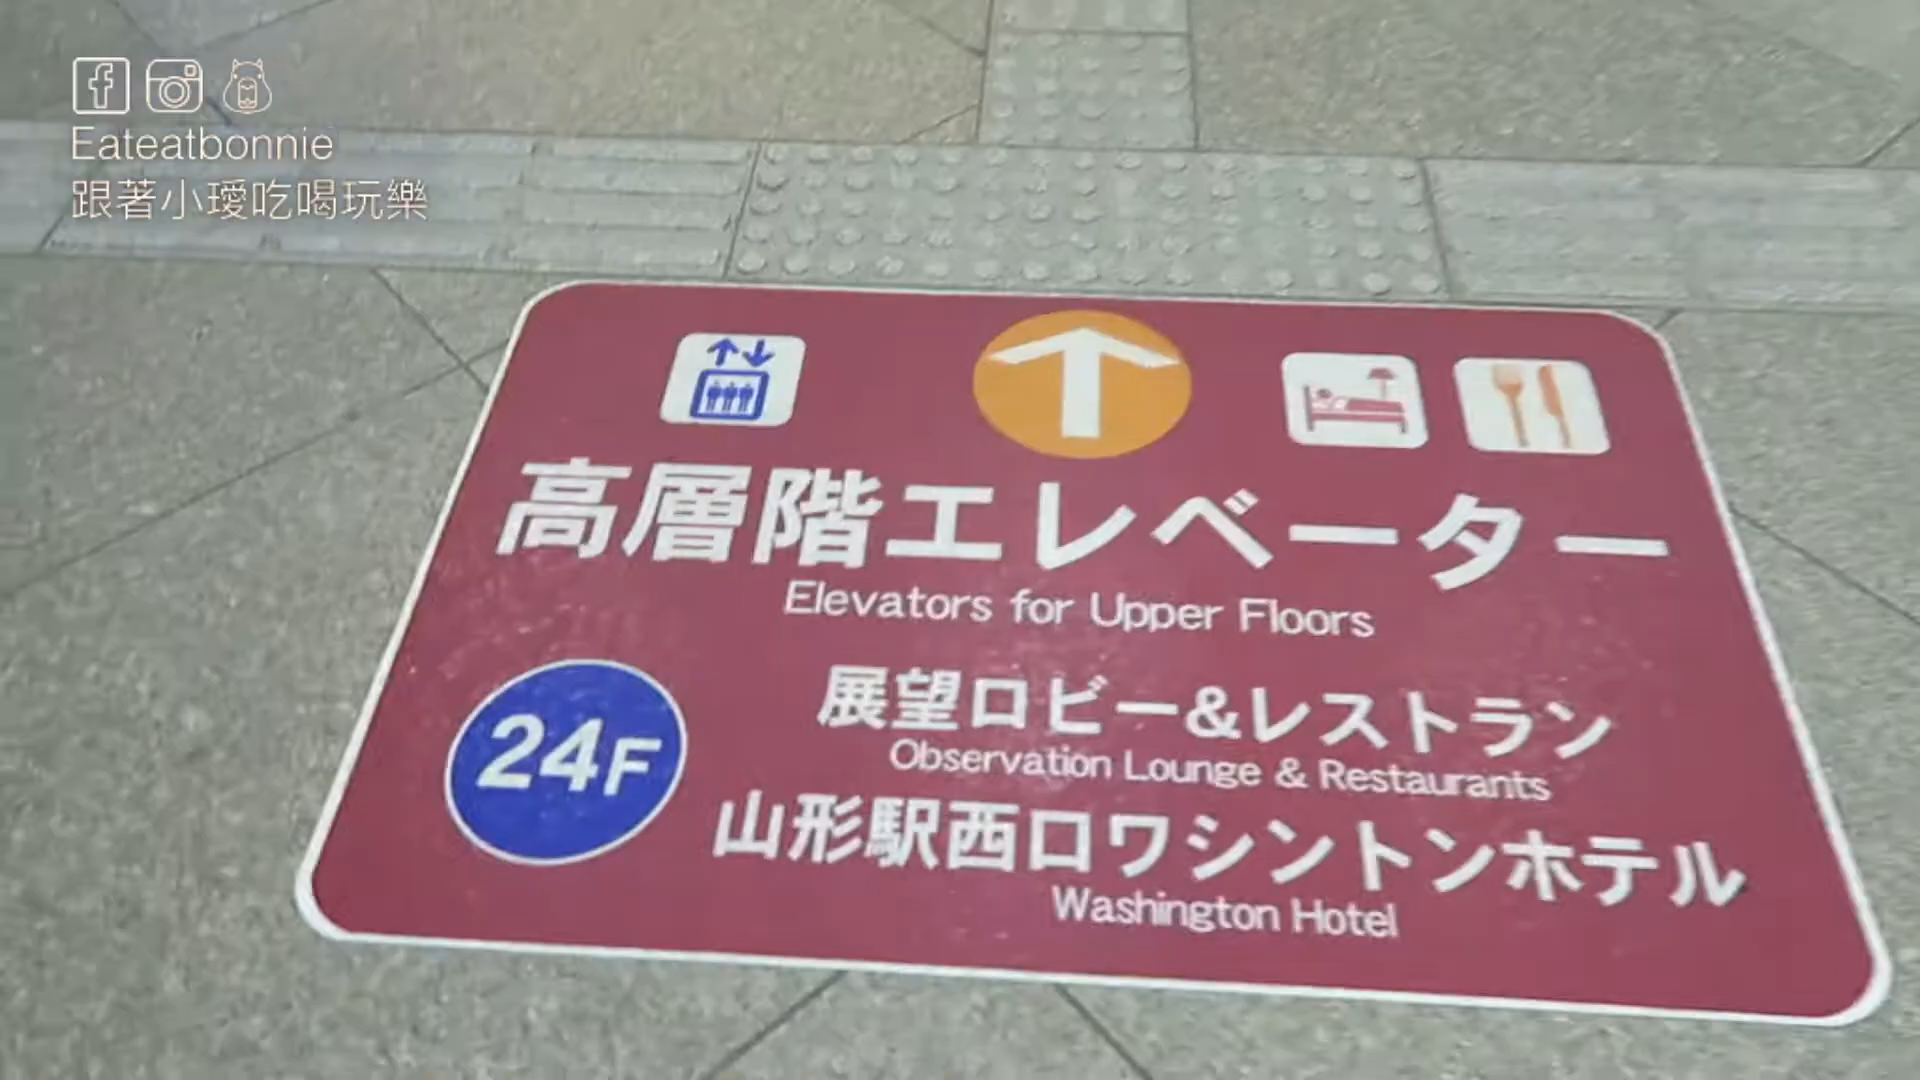 Eateatbonnie
跟著小璦吃喝玩樂
高層階エレベーター
Elevators for Upper Floors
24F
展望ロビー&レストラン
Observation Lounge & Restaurants
山形駅西口ワシントンホテル
Washington Hotel